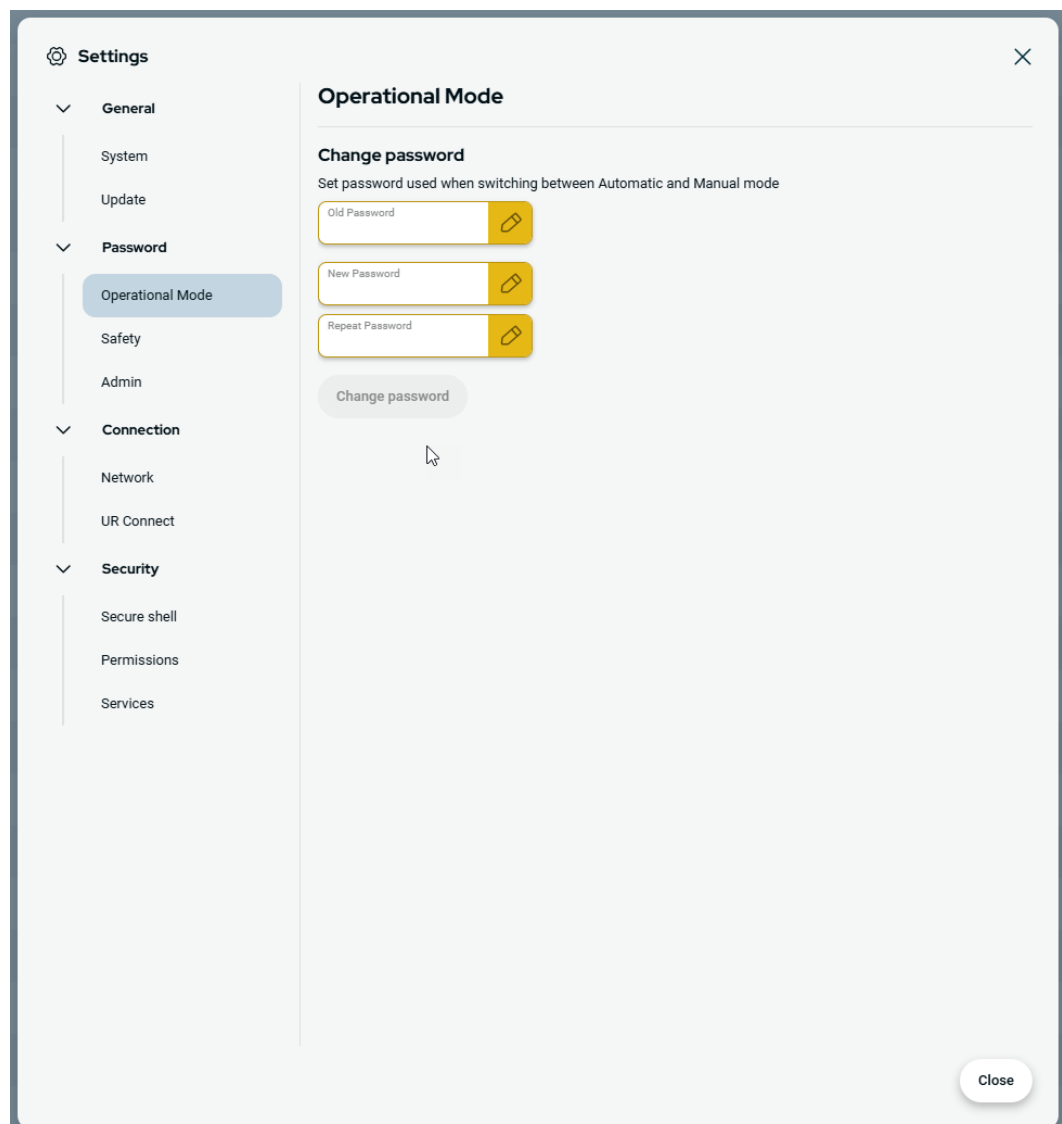 Settings
General
System
Update
Password
Operational Mode
Safety
Admin
Connection
Network
UR Connect
Security
Secure shell
Permissions
Services
Operational Mode
Change password
Set password used when switching between Automatic and Manual mode
Old Password
New Password
Repeat Password
Change password
Close